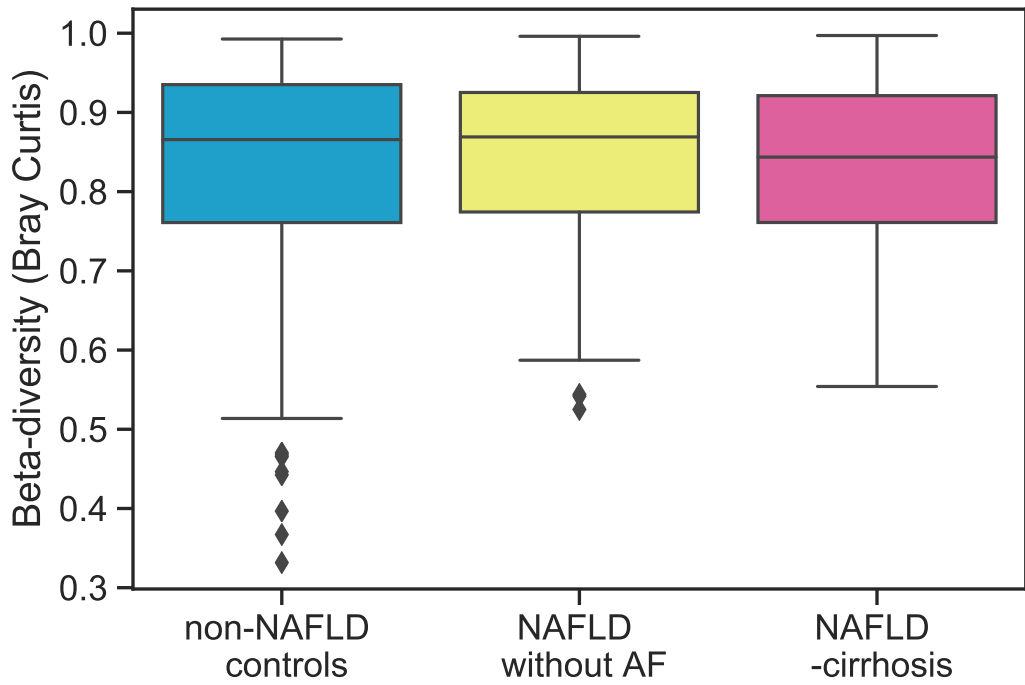 Beta-diversity (Bray Curtis)
1.0
0.9
0.8
0.7
0.6
0.5
0.4
0.3
non-NAFLD
controls
NAFLD
without AF
NAFLD
-cirrhosis